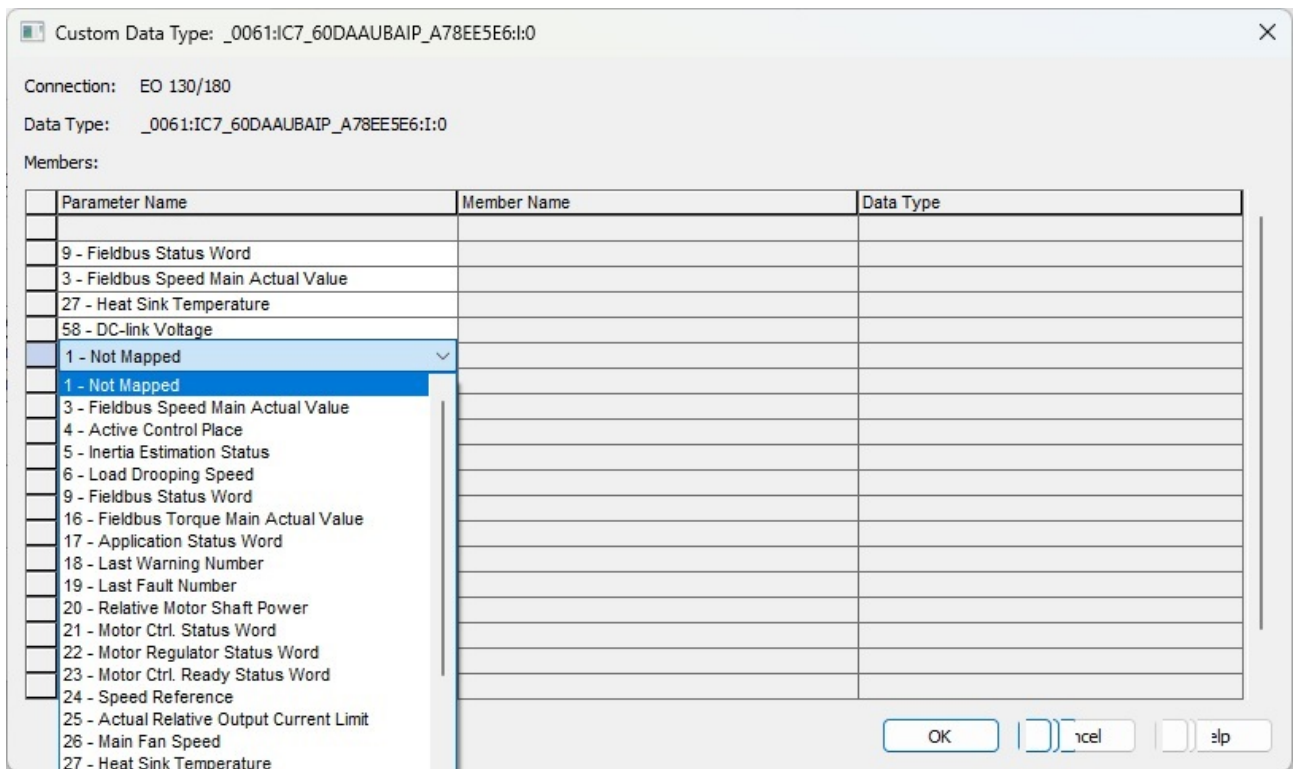 Custom Data Type: _0061:IC7_60DAAUBAIP_A78EE5E6:I:0
Connection: EO 130/180
Data Type: _0061:IC7_60DAAUBAIP_A78EE5E6:I:0
Members:
Parameter Name Member Name Data Type
9 - Fieldbus Status Word
3 - Fieldbus Speed Main Actual Value
27 - Heat Sink Temperature
58 - DC-link Voltage
1 - Not Mapped
1 - Not Mapped
3 - Fieldbus Speed Main Actual Value
4 - Active Control Place
5 - Inertia Estimation Status
6 - Load Drooping Speed
9 - Fieldbus Status Word
16 - Fieldbus Torque Main Actual Value
17 - Application Status Word
18 - Last Warning Number
19 - Last Fault Number
20 - Relative Motor Shaft Power
21 - Motor Ctrl. Status Word
22 - Motor Regulator Status Word
23 - Motor Ctrl. Ready Status Word
24 - Speed Reference
25 - Actual Relative Output Current Limit
26 - Main Fan Speed
27 - Heat Sink Temperature
OK ncel elp